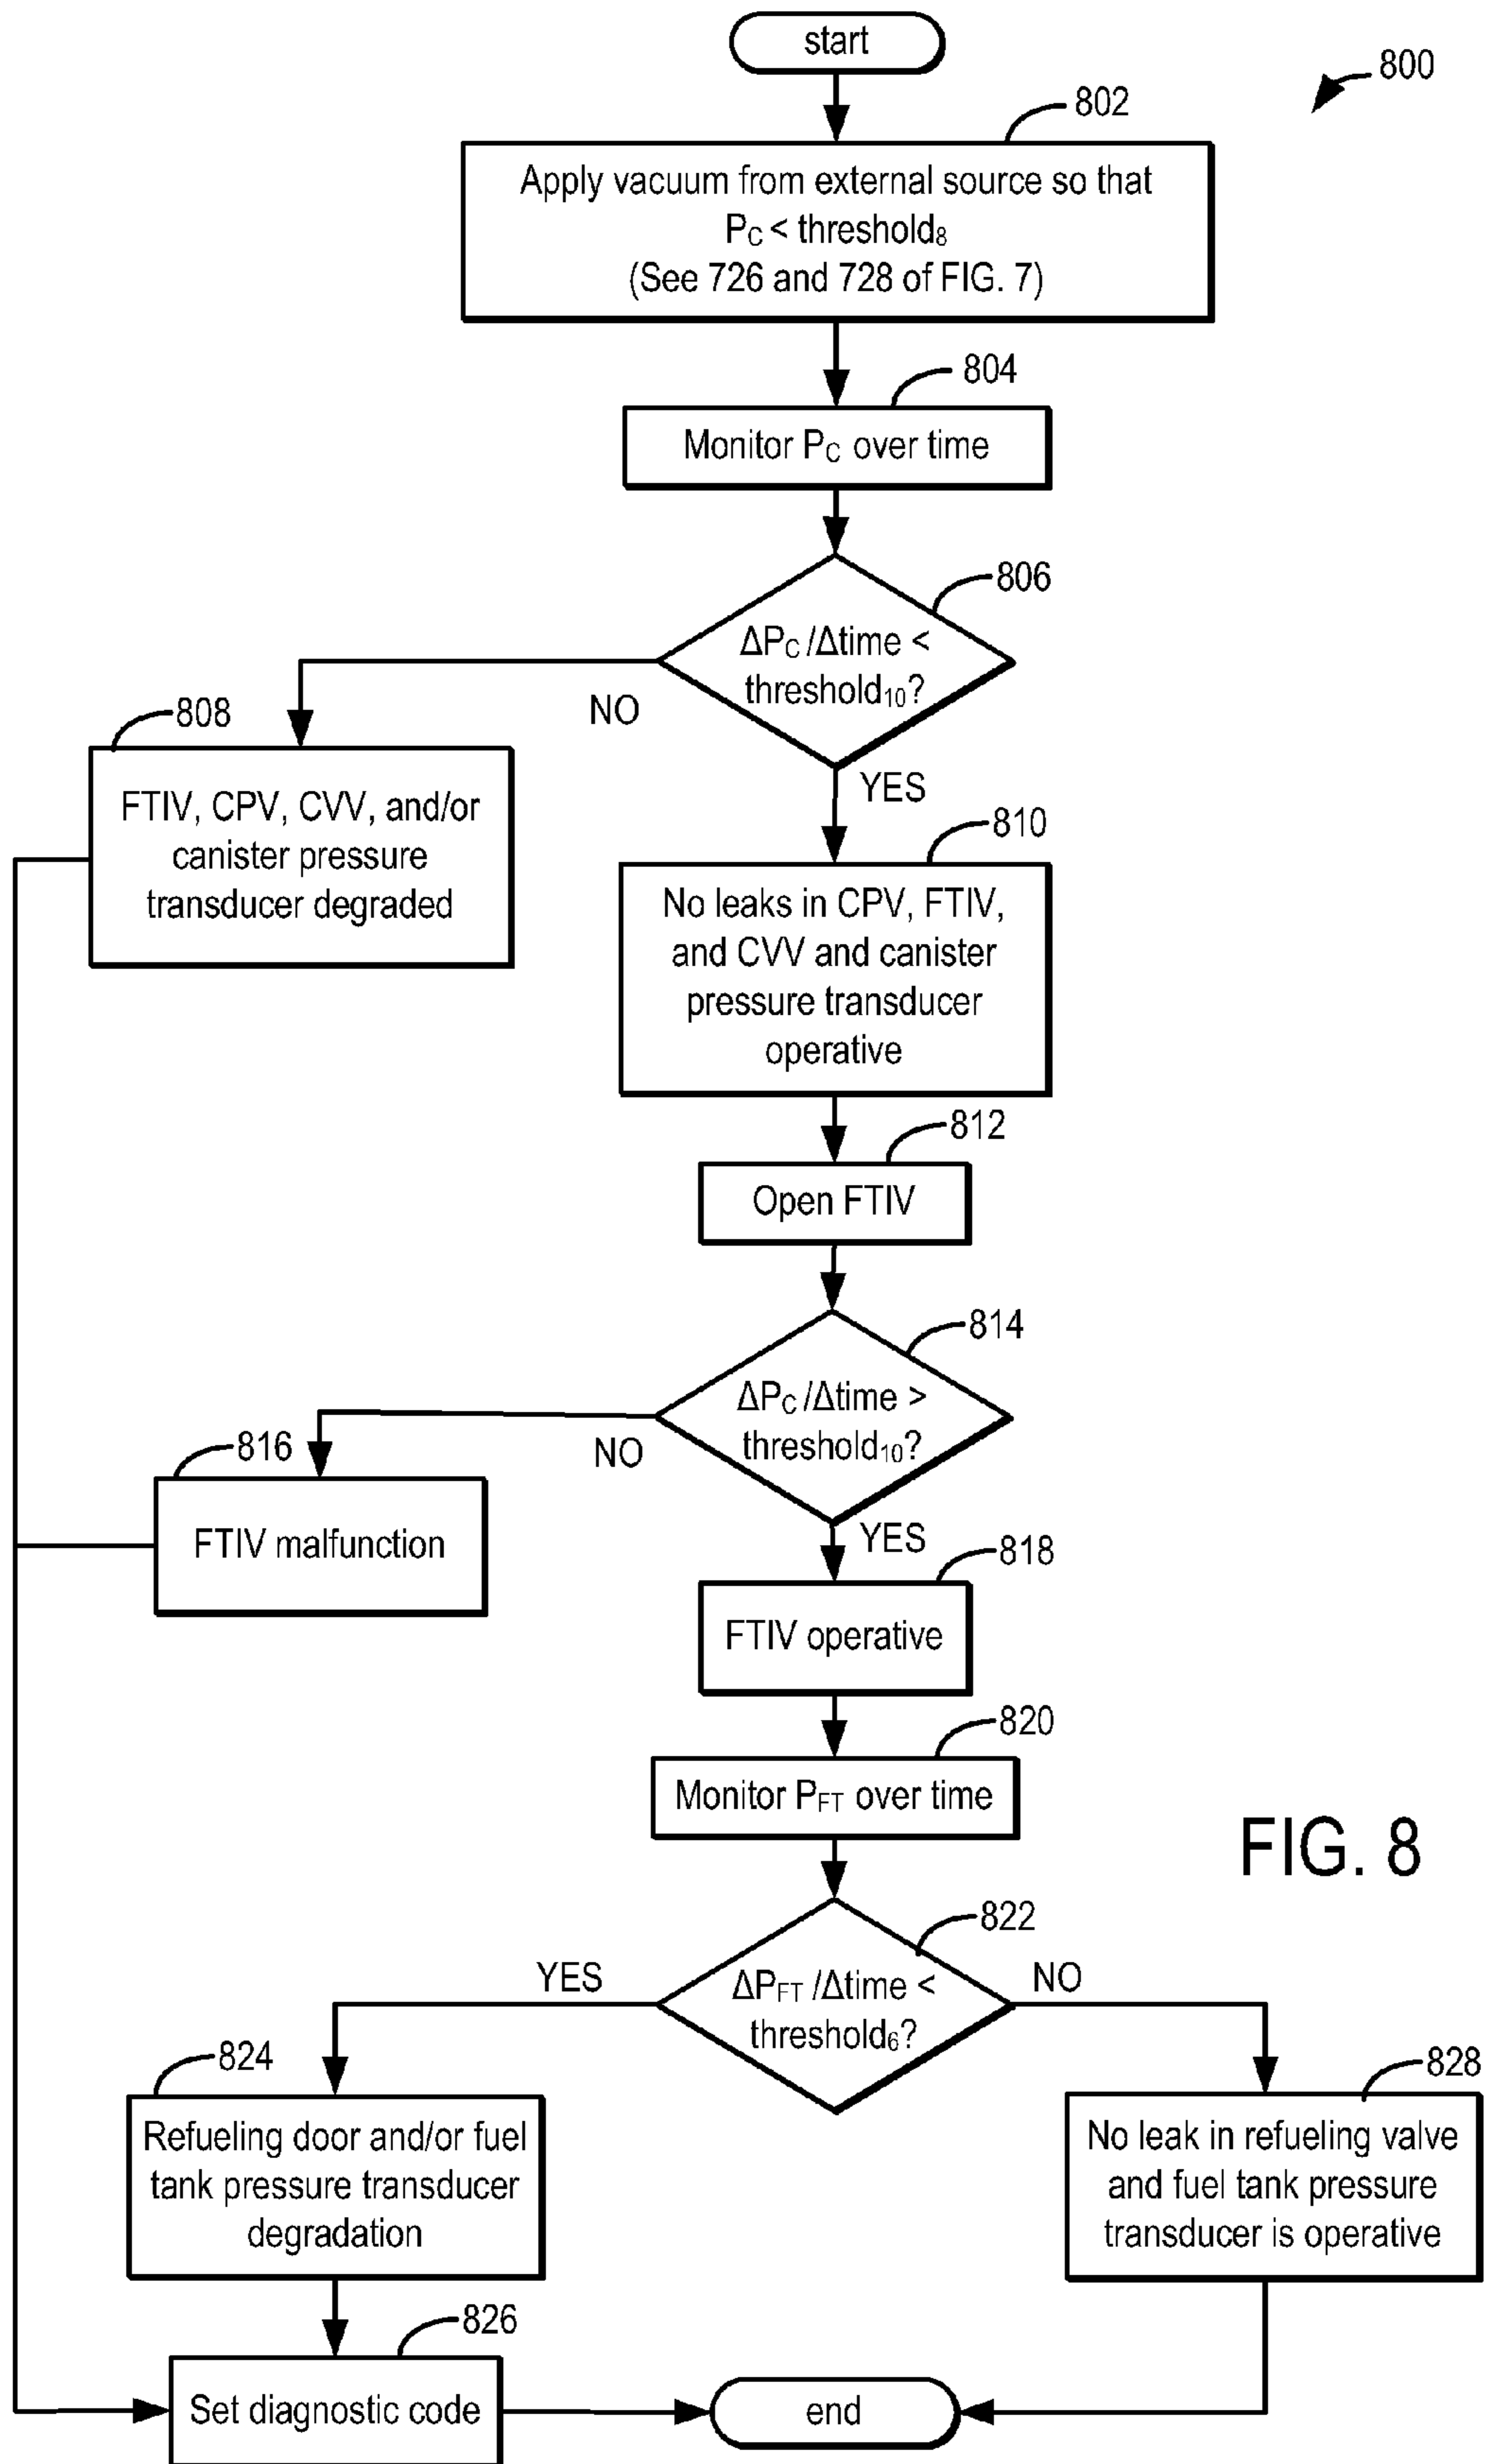 start
800
802
Apply vacuum from external source so that
PC < threshold8
(See 726 and 728 of FIG. 7)
804
Monitor PC over time
806
ΔPC /Δtime <
threshold10?
NO
YES
808
FTIV, CPV, CVV, and/or
canister pressure
transducer degraded
810
No leaks in CPV, FTIV,
and CVV and canister
pressure transducer
operative
812
Open FTIV
814
ΔPC /Δtime >
threshold10?
NO
YES
816
FTIV malfunction
818
FTIV operative
820
Monitor PFT over time
FIG. 8
822
ΔPFT /Δtime <
threshold6?
YES
NO
824
Refueling door and/or fuel
tank pressure transducer
degradation
828
No leak in refueling valve
and fuel tank pressure
transducer is operative
826
Set diagnostic code
end